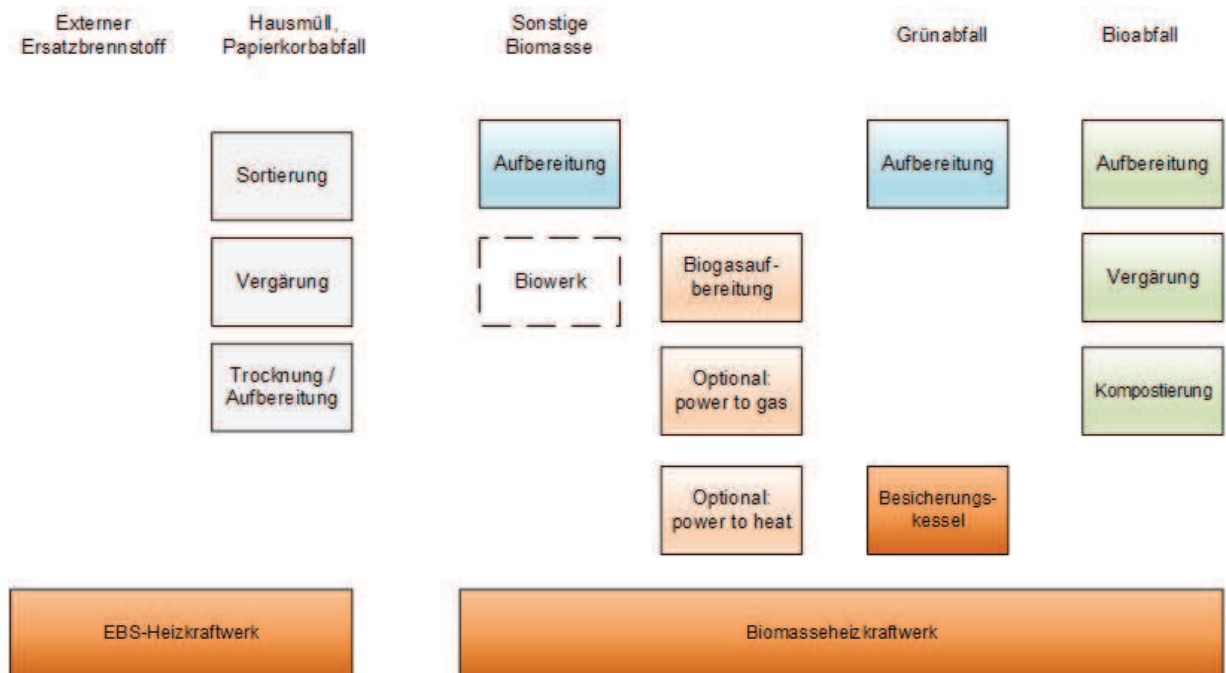 Externer
Ersatzbrennstoff
Hausmüll,
Papierkorbabfall
Sonstige
Biomasse
Grünabfall
Bioabfall
Sortierung
Aufbereitung
Aufbereitung
Aufbereitung
Vergärung
Biowerk
Biogasauf-
bereitung
Vergärung
Trocknung /
Aufbereitung
Optional:
power to gas
Kompostierung
Optional:
power to heat
Besicherungs-
kessel
EBS-Heizkraftwerk
Biomasseheizkraftwerk